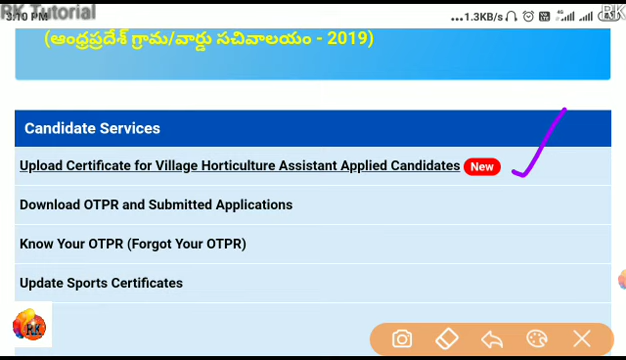 RK Tutorial
3:10 PM
...1.3KB/s
(ఆంధ్రప్రదేశ్ గ్రామ/వార్డు సచివాలయం - 2019)
Candidate Services
Upload Certificate for Village Horticulture Assistant Applied Candidates New
Download OTPR and Submitted Applications
Know Your OTPR (Forgot Your OTPR)
Update Sports Certificates
RK